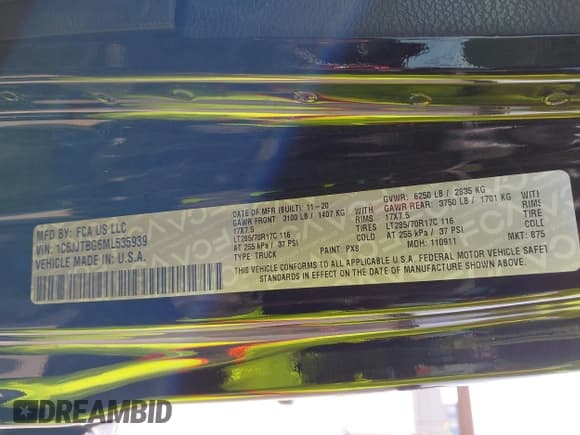 MFD BY: FCA US LLC
VIN: 1C6JJTBG6ML535939
VEHICLE MADE IN: U.S.A.
DATE OF MFR (BUILT): 11-20
GAWR FRONT: 3100 LB / 1407 KG
17X7.5 RIMS
LT285/70R17C 116 TIRES
AT 255 kPa / 37 PSI
TYPE: TRUCK PAINT: PX8
GVWR: 6250 LB / 2835 KG
GAWR REAR: 3750 LB / 1701 KG
17X7.5 RIMS
LT285/70R17C 116 TIRES
AT 255 kPa / 37 PSI
MDH: 110911 MKT: 875
THIS VEHICLE CONFORMS TO ALL APPLICABLE U.S.A. FEDERAL MOTOR VEHICLE SAFETY
STANDARDS IN EFFECT ON THE DATE OF MANUFACTURE SHOWN ABOVE.
DREAMBID